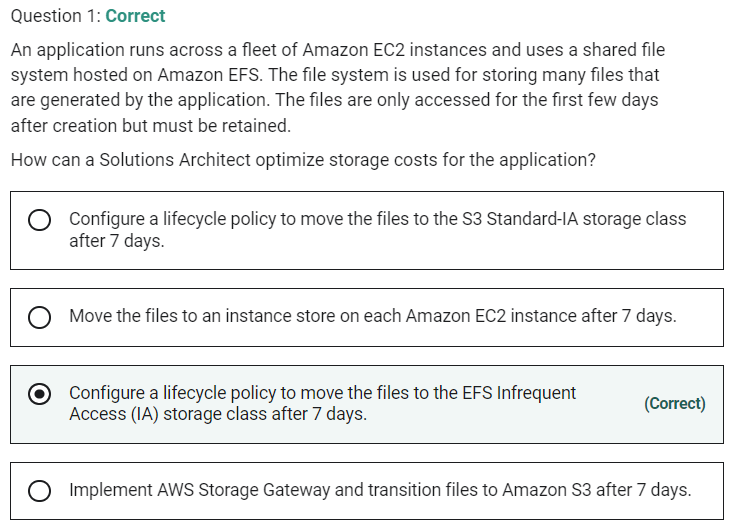 Question 1: Correct
An application runs across a fleet of Amazon EC2 instances and uses a shared file
system hosted on Amazon EFS. The file system is used for storing many files that
are generated by the application. The files are only accessed for the first few days
after creation but must be retained.
How can a Solutions Architect optimize storage costs for the application?
Configure a lifecycle policy to move the files to the S3 Standard-IA storage class
after 7 days.
Move the files to an instance store on each Amazon EC2 instance after 7 days.
Configure a lifecycle policy to move the files to the EFS Infrequent
Access (IA) storage class after 7 days.
(Correct)
Implement AWS Storage Gateway and transition files to Amazon S3 after 7 days.